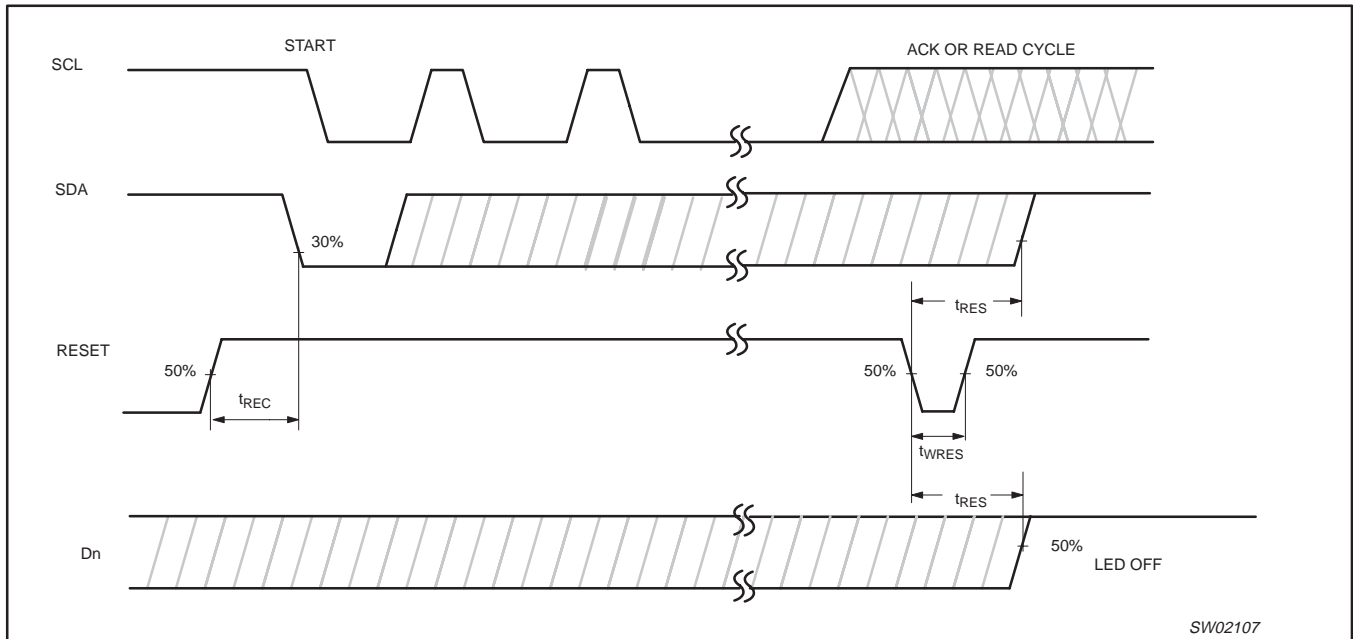 START
ACK OR READ CYCLE
SCL
SDA
30%
tRES
RESET
50%
50%
50%
tREC
tWRES
tRES
Dn
50%
LED OFF
SW02107